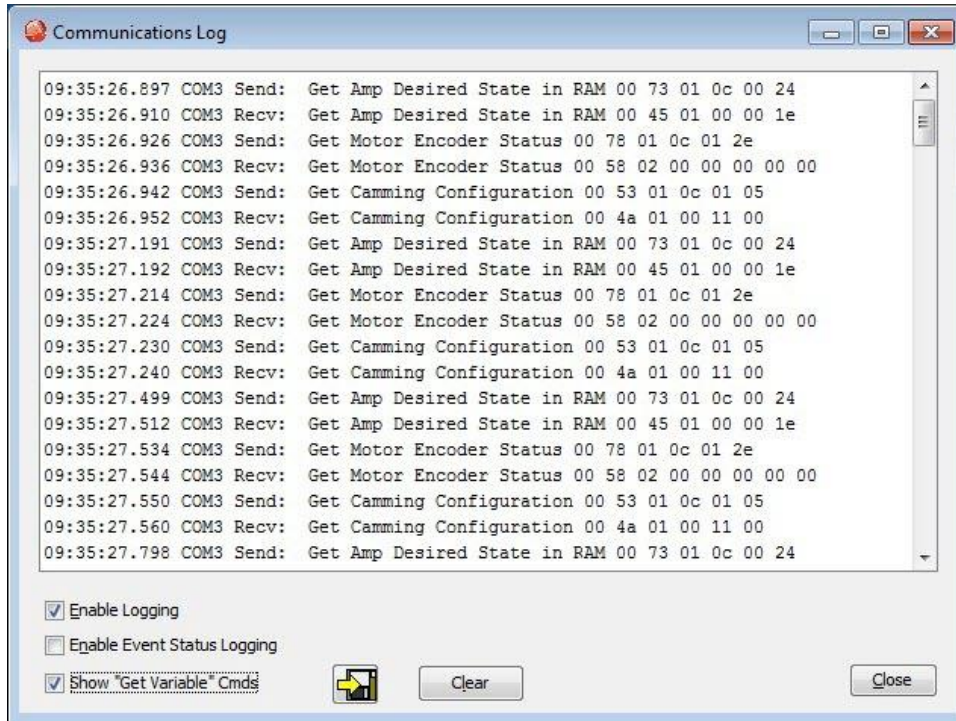 Communications Log
09:35:26.897 COM3 Send: Get Amp Desired State in RAM 00 73 01 0c 00 24
09:35:26.910 COM3 Recv: Get Amp Desired State in RAM 00 45 01 00 00 1e
09:35:26.926 COM3 Send: Get Motor Encoder Status 00 78 01 0c 01 2e
09:35:26.936 COM3 Recv: Get Motor Encoder Status 00 58 02 00 00 00 00 00
09:35:26.942 COM3 Send: Get Camming Configuration 00 53 01 0c 01 05
09:35:26.952 COM3 Recv: Get Camming Configuration 00 4a 01 00 11 00
09:35:27.191 COM3 Send: Get Amp Desired State in RAM 00 73 01 0c 00 24
09:35:27.192 COM3 Recv: Get Amp Desired State in RAM 00 45 01 00 00 1e
09:35:27.214 COM3 Send: Get Motor Encoder Status 00 78 01 0c 01 2e
09:35:27.224 COM3 Recv: Get Motor Encoder Status 00 58 02 00 00 00 00 00
09:35:27.230 COM3 Send: Get Camming Configuration 00 53 01 0c 01 05
09:35:27.240 COM3 Recv: Get Camming Configuration 00 4a 01 00 11 00
09:35:27.499 COM3 Send: Get Amp Desired State in RAM 00 73 01 0c 00 24
09:35:27.512 COM3 Recv: Get Amp Desired State in RAM 00 45 01 00 00 1e
09:35:27.534 COM3 Send: Get Motor Encoder Status 00 78 01 0c 01 2e
09:35:27.544 COM3 Recv: Get Motor Encoder Status 00 58 02 00 00 00 00 00
09:35:27.550 COM3 Send: Get Camming Configuration 00 53 01 0c 01 05
09:35:27.560 COM3 Recv: Get Camming Configuration 00 4a 01 00 11 00
09:35:27.798 COM3 Send: Get Amp Desired State in RAM 00 73 01 0c 00 24
Enable Logging
Enable Event Status Logging
Show "Get Variable" Cmds
Clear
Close